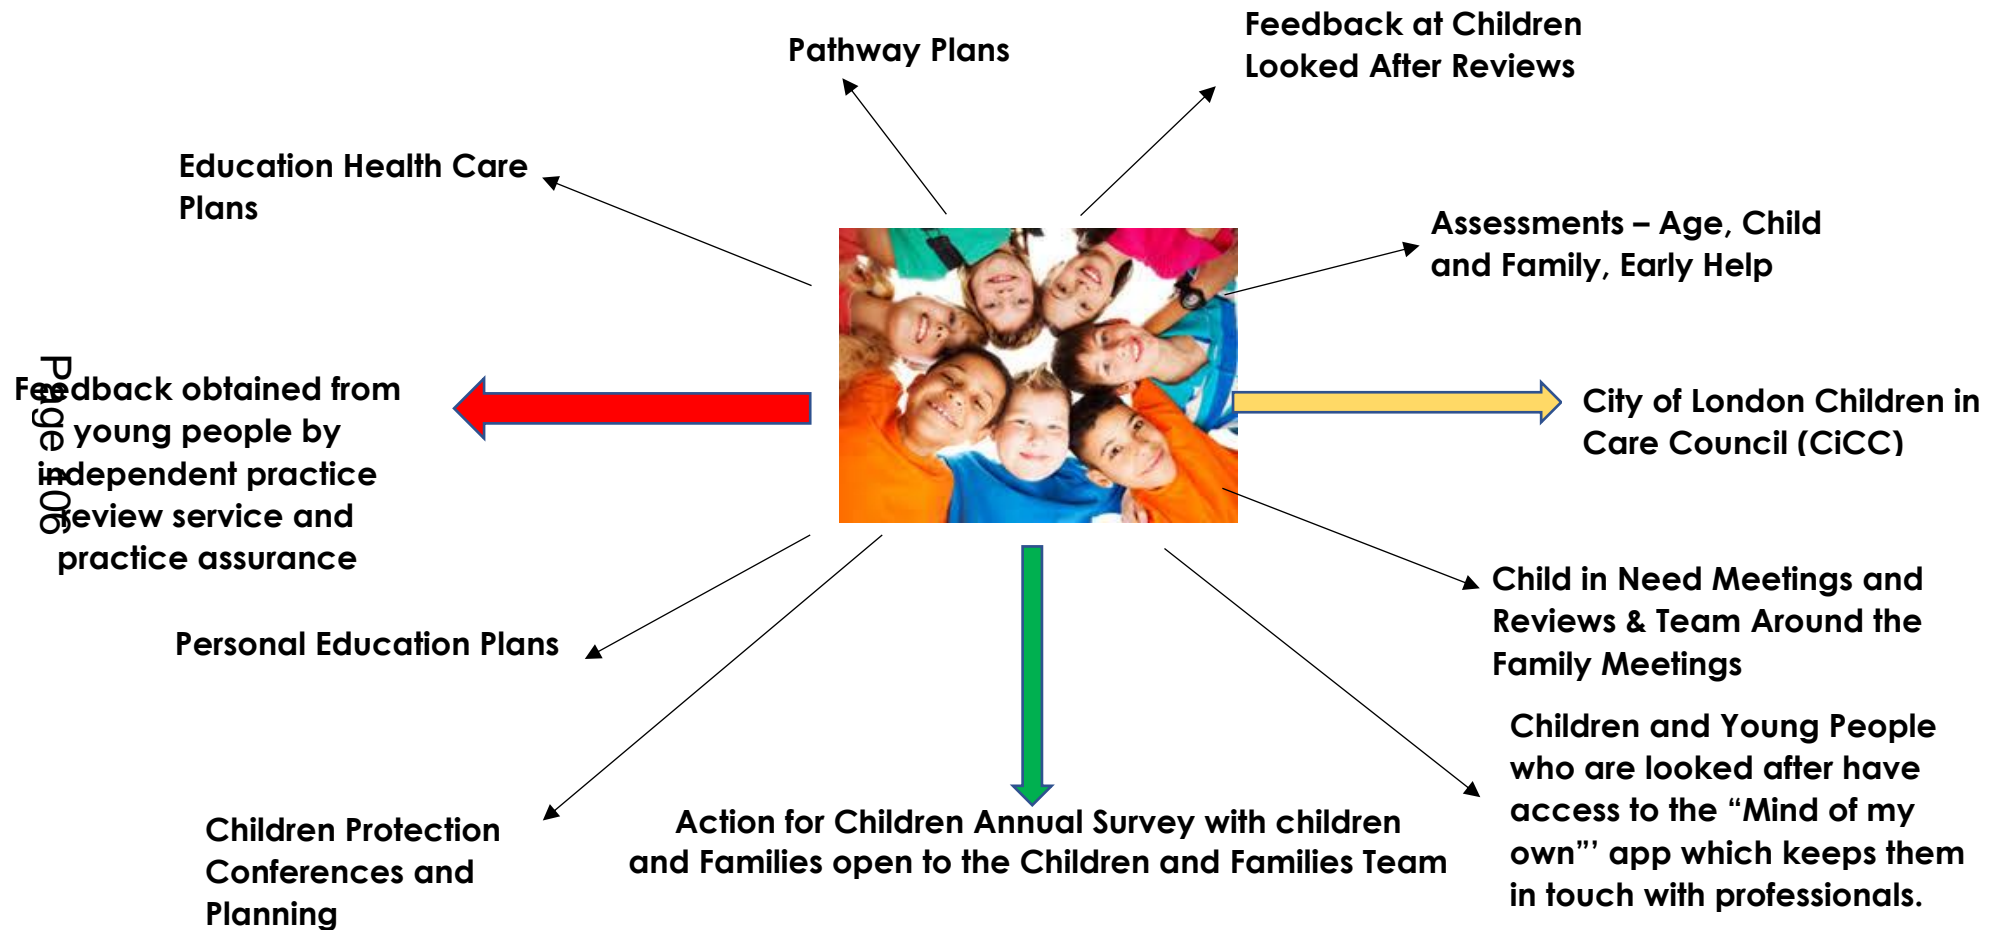 Pathway Plans
Feedback at Children
Looked After Reviews
Education Health Care
Plans
Assessments – Age, Child
and Family, Early Help
Page 106
Feedback obtained from
young people by
independent practice
review service and
practice assurance
City of London Children in
Care Council (CiCC)
Personal Education Plans
Child in Need Meetings and
Reviews & Team Around the
Family Meetings
Children Protection
Conferences and
Planning
Action for Children Annual Survey with children
and Families open to the Children and Families Team
Children and Young People
who are looked after have
access to the “Mind of my
own”’ app which keeps them
in touch with professionals.